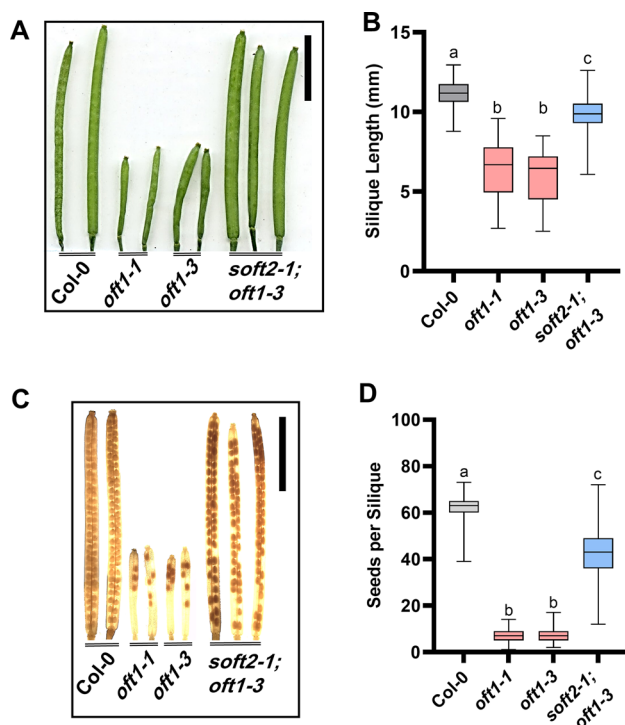 A
Col-0
oft1-1
oft1-3
soft2-1;
oft1-3
B
Silique Length (mm)
15
10
5
0
a
b
b
c
Col-0
oft1-1
oft1-3
soft2-1;
oft1-3
C
Col-0
oft1-1
oft1-3
soft2-1;
oft1-3
D
Seeds per Silique
100
80
60
40
20
0
a
b
b
c
Col-0
oft1-1
oft1-3
soft2-1;
oft1-3